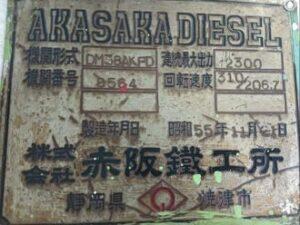 AKASAKA DIESEL
機関形式 DM38AKFD 連続最大出力 2300
機関番号 8564 回転速度 310/206.7
製造年月日 昭和55年11月21日
株式会社 赤阪鐵工所
静岡県 焼津市